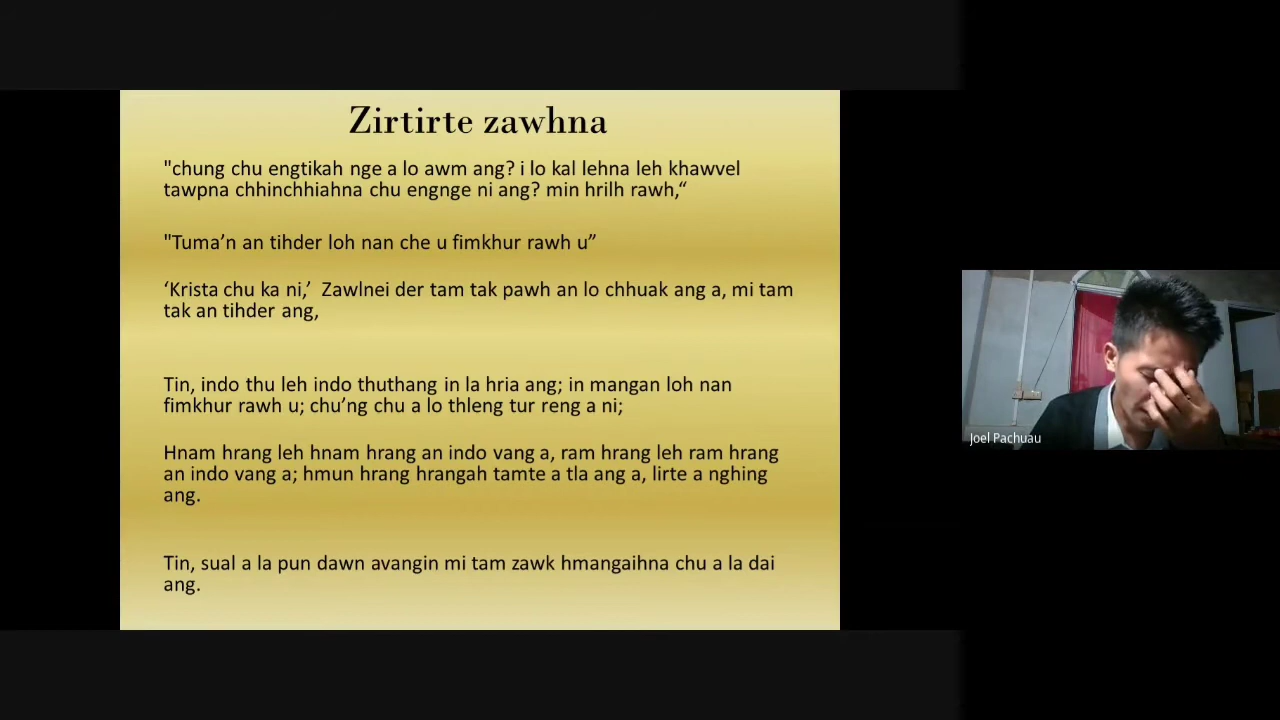 Zirtirte zawhna
"chung chu engtikah nge a lo awm ang? i lo kal lehna leh khawvel
tawpna chhinchhiahna chu engnge ni ang? min hrilh rawh,“
"Tuma’n an tihder loh nan che u fimkhur rawh u”
‘Krista chu ka ni,’  Zawlnei der tam tak pawh an lo chhuak ang a, mi tam
tak an tihder ang,
Tin, indo thu leh indo thuthang in la hria ang; in mangan loh nan
fimkhur rawh u; chu’ng chu a lo thleng tur reng a ni;
Hnam hrang leh hnam hrang an indo vang a, ram hrang leh ram hrang
an indo vang a; hmun hrang hrangah tamte a tla ang a, lirte a nghing
ang.
Tin, sual a la pun dawn avangin mi tam zawk hmangaihna chu a la dai
ang.
Joel Pachuau